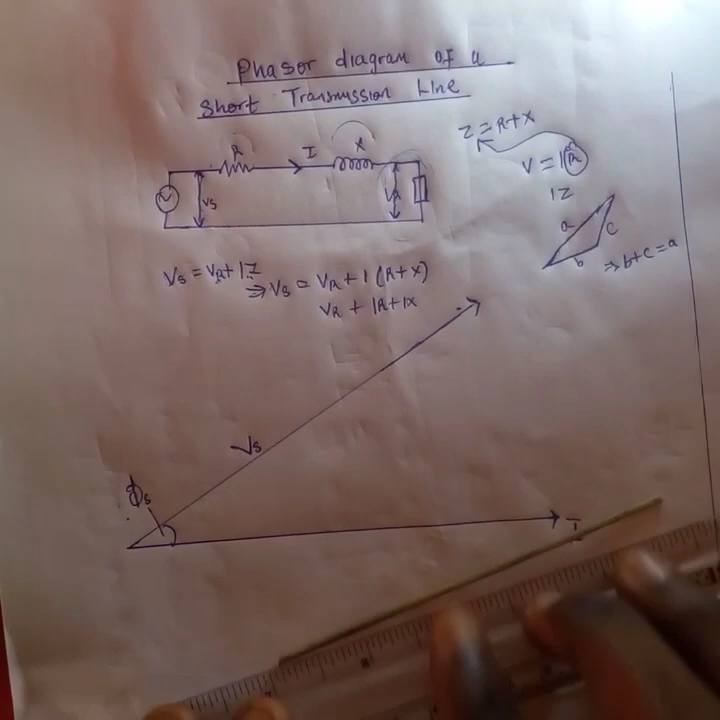 Phasor diagram of a
Short Transmission Line
R I X
Vs
Z = R+X
V = IR
IZ
a c
b
⇒ b+c = a
Vs = VR + IZ
⇒ Vs = VR + I (R+X)
VR + IR + IX
Vs
Φs
I